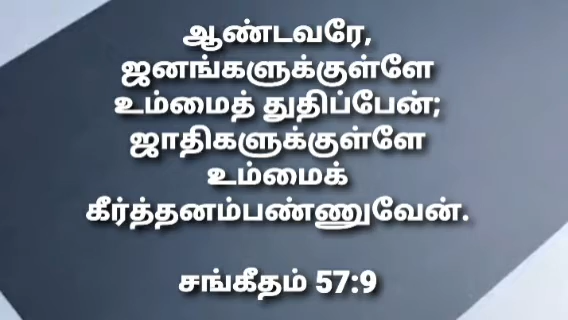 ஆண்டவரே,
ஜனங்களுக்குள்ளே
உம்மைத் துதிப்பேன்;
ஜாதிகளுக்குள்ளே
உம்மைக்
கீர்த்தனம்பண்ணுவேன்.
சங்கீதம் 57:9